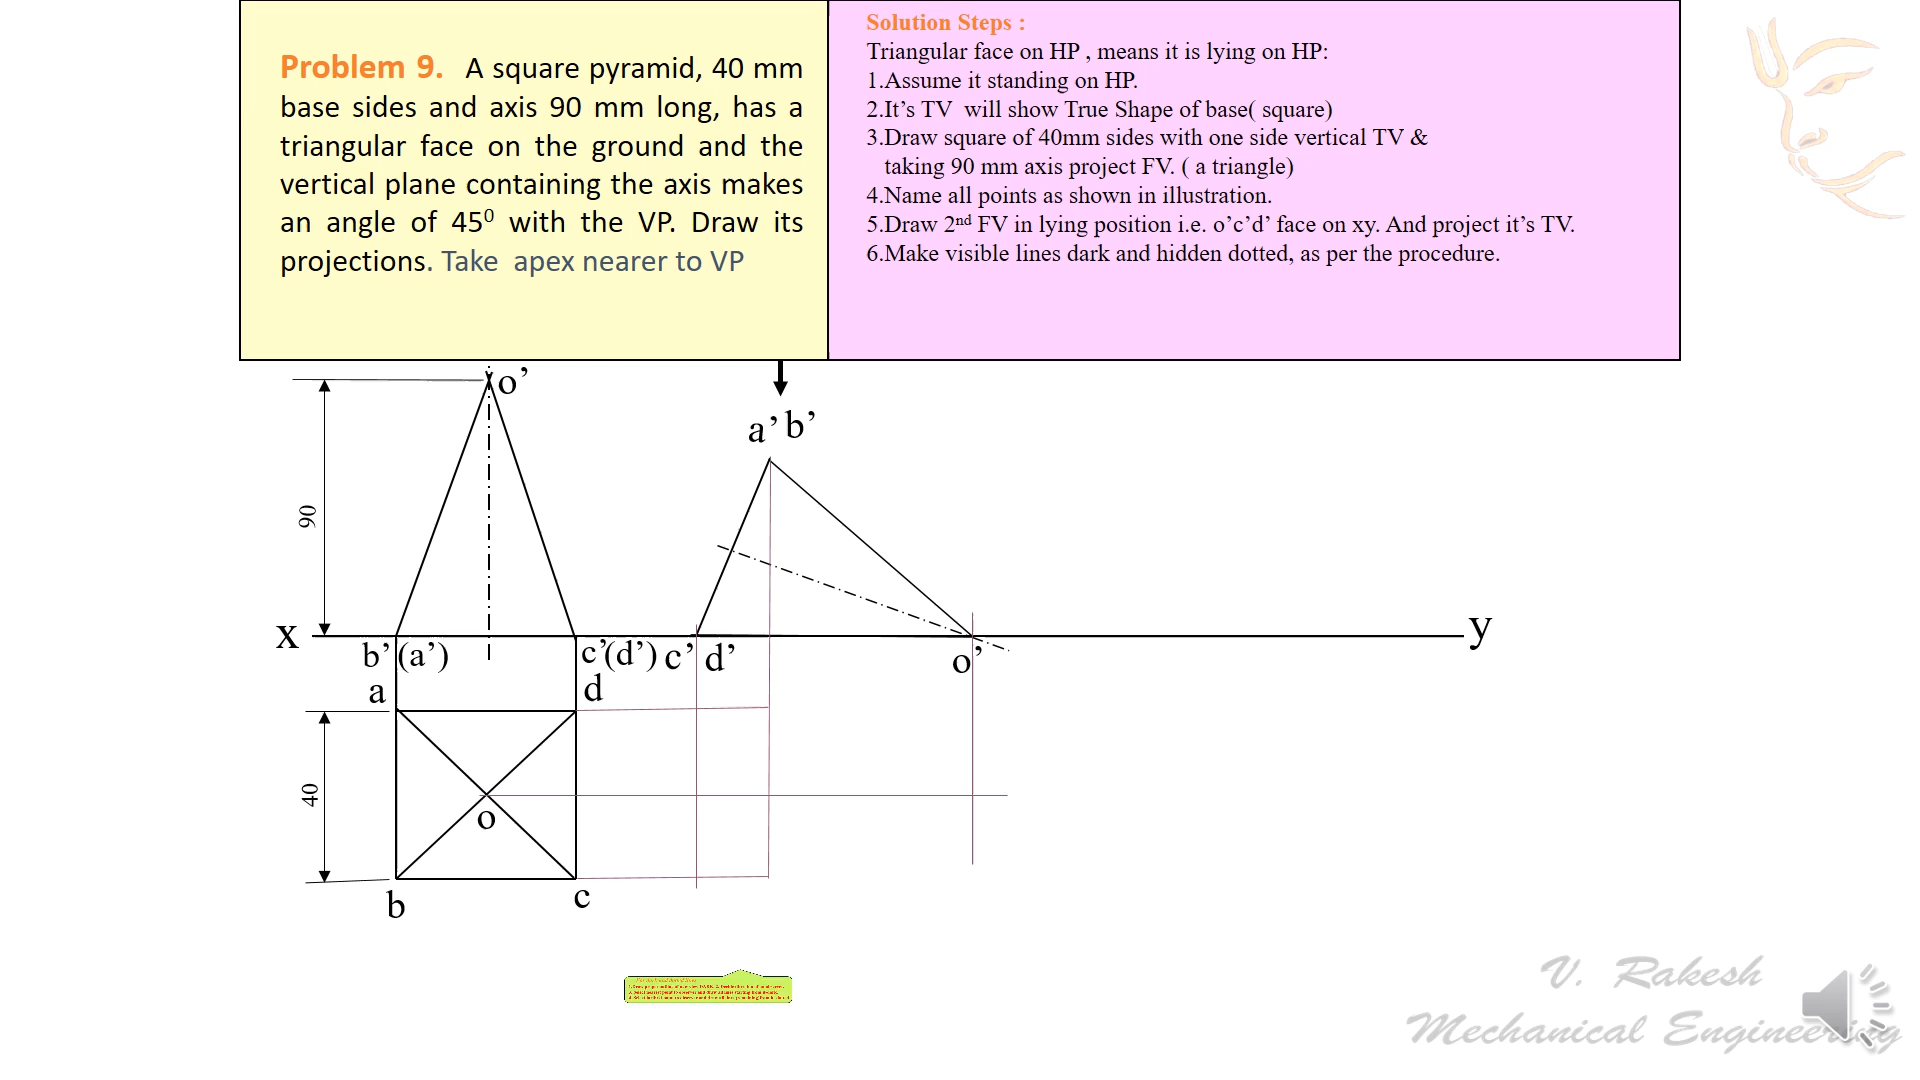 Problem 9. A square pyramid, 40 mm
base sides and axis 90 mm long, has a
triangular face on the ground and the
vertical plane containing the axis makes
an angle of 45⁰ with the VP. Draw its
projections. Take apex nearer to VP
Solution Steps :
Triangular face on HP , means it is lying on HP:
1.Assume it standing on HP.
2.It’s TV will show True Shape of base( square)
3.Draw square of 40mm sides with one side vertical TV &
taking 90 mm axis project FV. ( a triangle)
4.Name all points as shown in illustration.
5.Draw 2nd FV in lying position i.e. o’c’d’ face on xy. And project it’s TV.
6.Make visible lines dark and hidden dotted, as per the procedure.
o’
a’ b’
90
x
y
b’ (a’)
c’ (d’)
c’ d’
o’
a
d
40
o
b
c
V. Rakesh
Mechanical Engineering